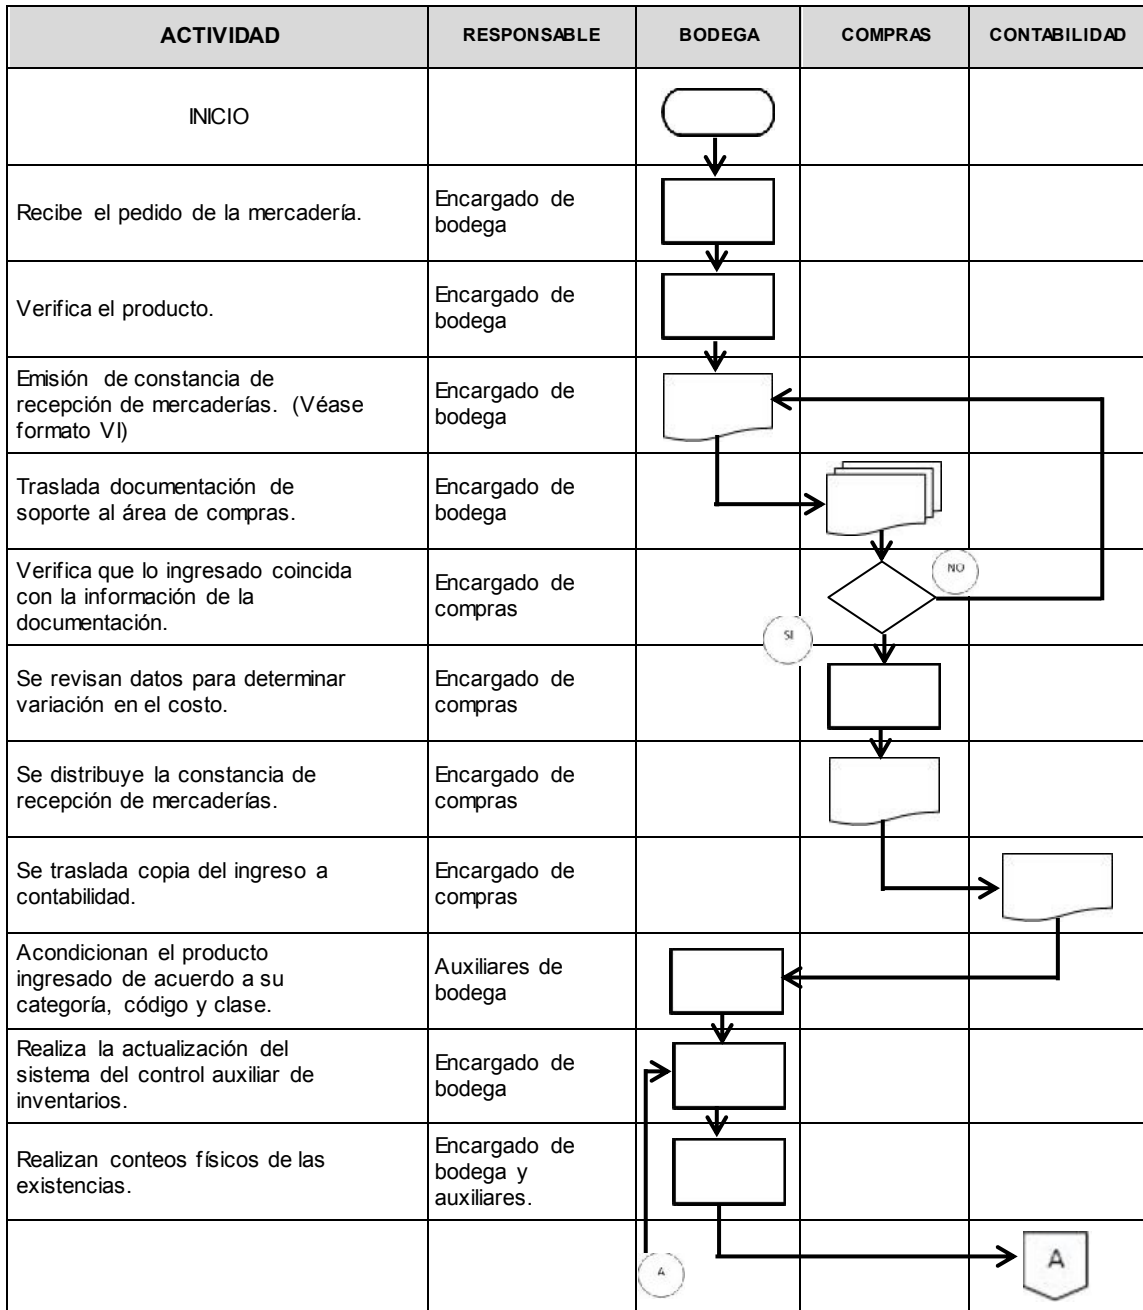 ACTIVIDAD RESPONSABLE BODEGA COMPRAS CONTABILIDAD
INICIO
Recibe el pedido de la mercadería.
Encargado de
bodega
Verifica el producto.
Encargado de
bodega
Emisión de constancia de
recepción de mercaderías. (Véase
formato VI)
Encargado de
bodega
Traslada documentación de
soporte al área de compras.
Encargado de
bodega
Verifica que lo ingresado coincida
con la información de la
documentación.
Encargado de
compras
NO
SI
Se revisan datos para determinar
variación en el costo.
Encargado de
compras
Se distribuye la constancia de
recepción de mercaderías.
Encargado de
compras
Se traslada copia del ingreso a
contabilidad.
Encargado de
compras
Acondicionan el producto
ingresado de acuerdo a su
categoría, código y clase.
Auxiliares de
bodega
Realiza la actualización del
sistema del control auxiliar de
inventarios.
Encargado de
bodega
Realizan conteos físicos de las
existencias.
Encargado de
bodega y
auxiliares.
A
A